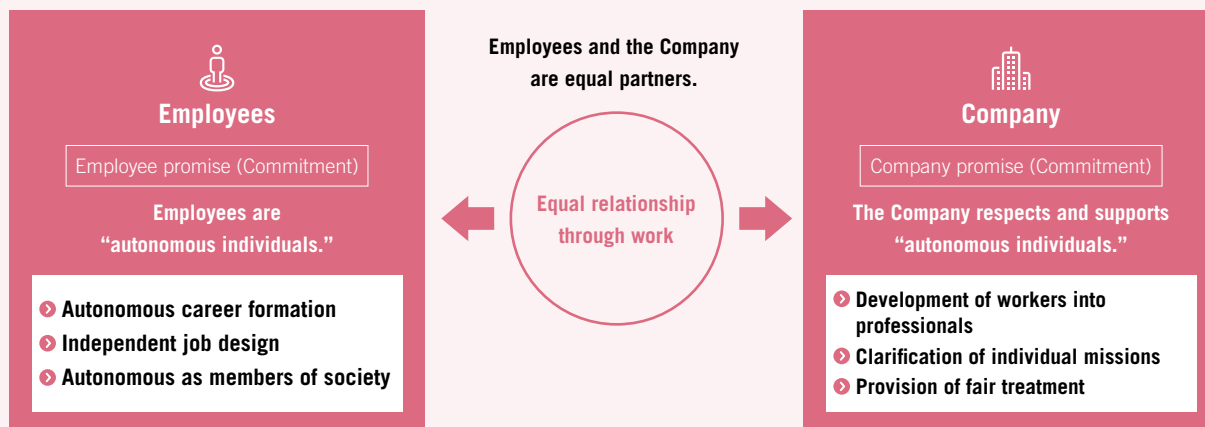 Employees
Employee promise (Commitment)
Employees are
“autonomous individuals.”
Autonomous career formation
Independent job design
Autonomous as members of society
Employees and the Company
are equal partners.
Equal relationship
through work
Company
Company promise (Commitment)
The Company respects and supports
“autonomous individuals.”
Development of workers into
professionals
Clarification of individual missions
Provision of fair treatment